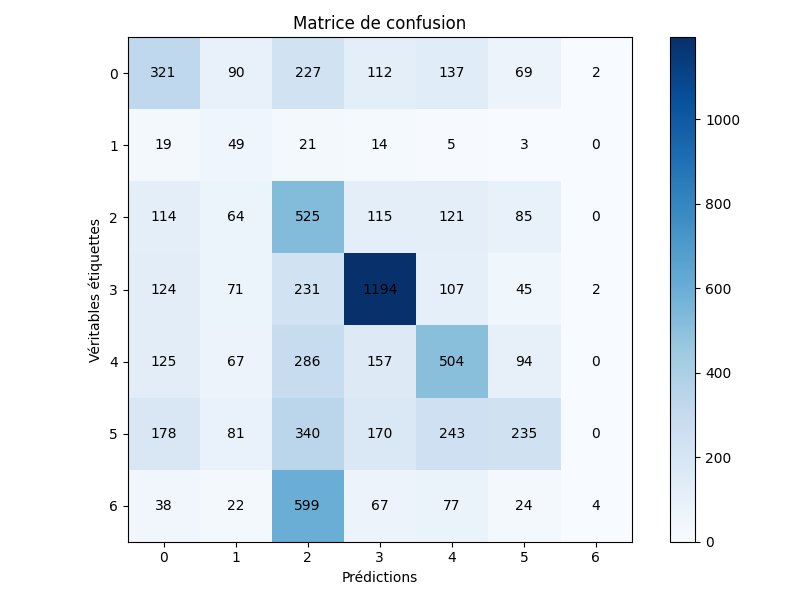 Matrice de confusion
0 321 90 227 112 137 69 2
1 19 49 21 14 5 3 0
2 114 64 525 115 121 85 0
3 124 71 231 1194 107 45 2
4 125 67 286 157 504 94 0
5 178 81 340 170 243 235 0
6 38 22 599 67 77 24 4
0 1 2 3 4 5 6
Prédictions
Véritables étiquettes
1000
800
600
400
200
0